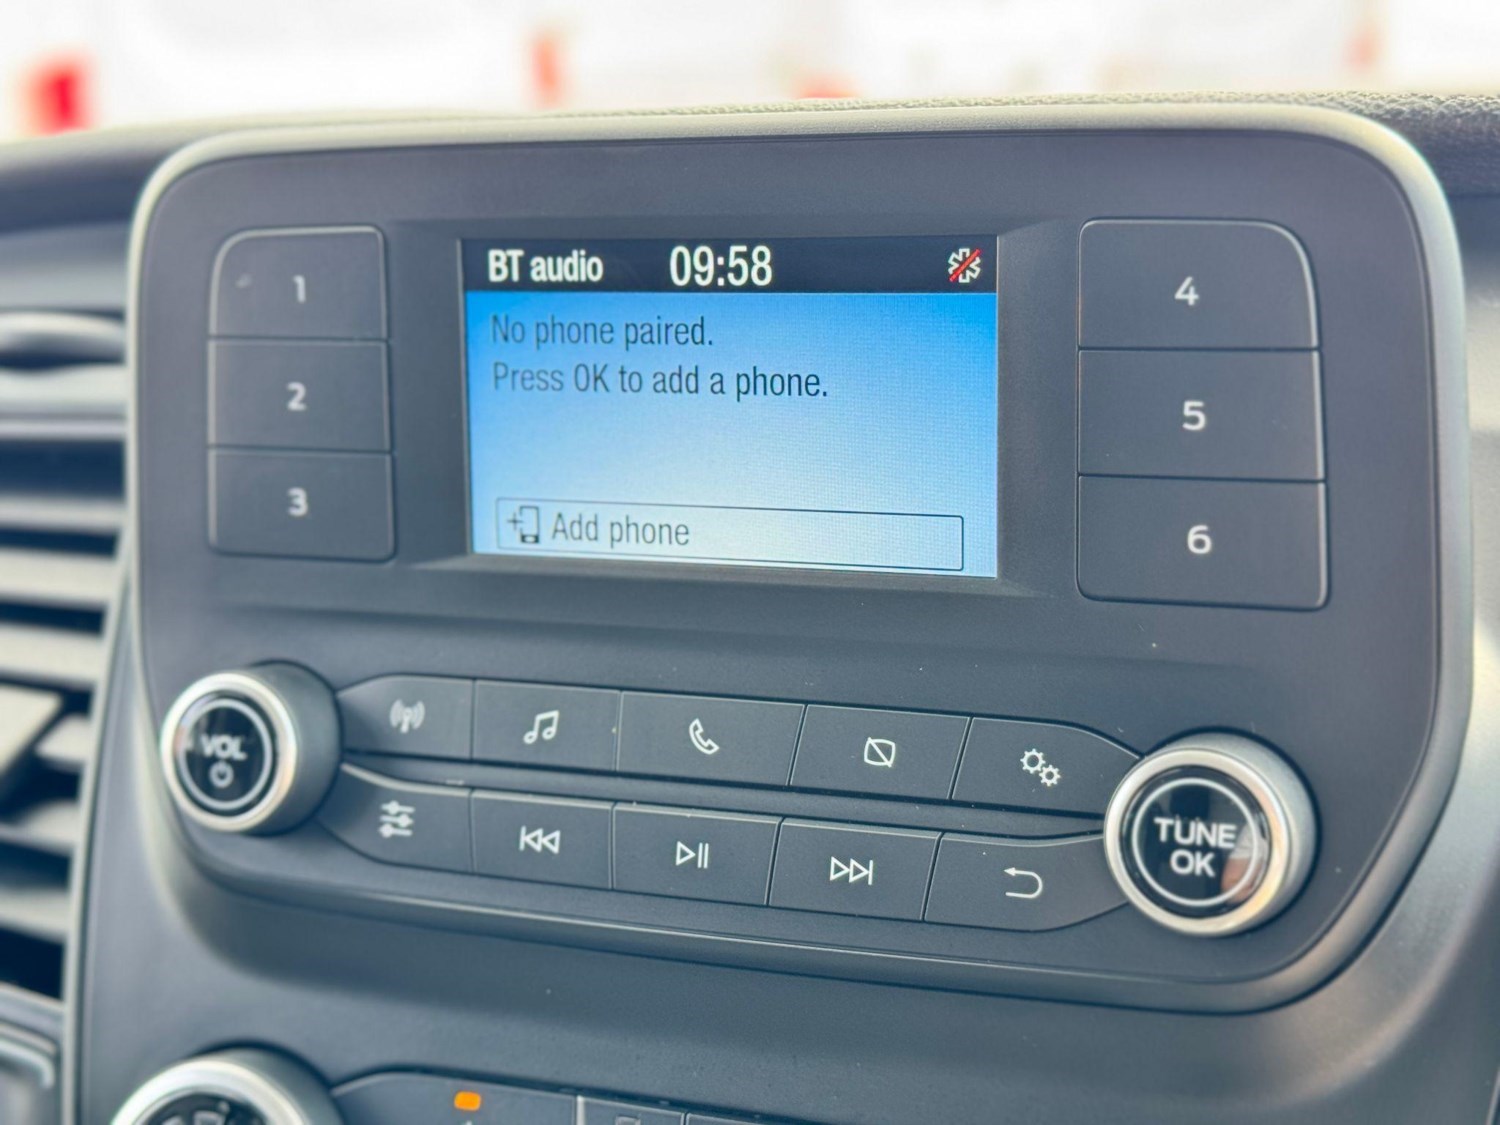 BT audio 09:58
No phone paired.
Press OK to add a phone.
Add phone
1
2
3
4
5
6
VOL
TUNE
OK